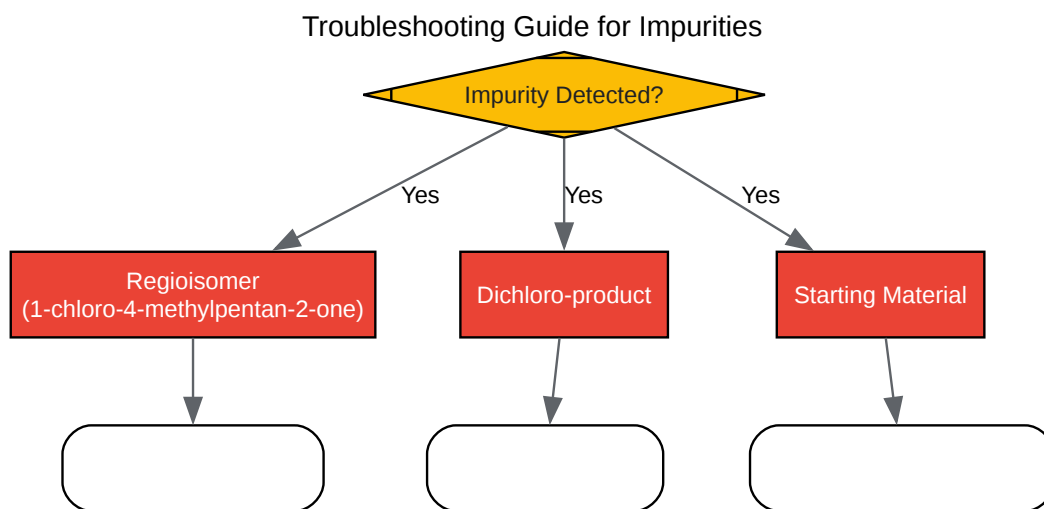 Troubleshooting Guide for Impurities
Impurity Detected?
Yes
Yes
Yes
Regioisomer
(1-chloro-4-methylpentan-2-one)
Dichloro-product
Starting Material